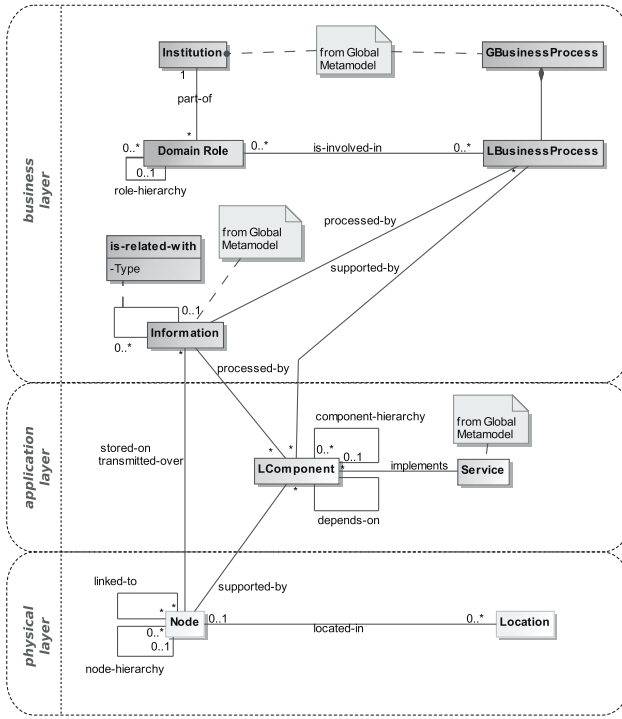 Institution
from Global
Metamodel
GBusinessProcess
1
part-of
*
0..*
Domain Role
0..*
is-involved-in
0..*
LBusinessProcess
0..1
*
role-hierarchy
business
layer
processed-by
from Global
Metamodel
is-related-with
-Type
supported-by
0..1
Information
0..*
*
processed-by
application
layer
component-hierarchy
from Global
Metamodel
stored-on
transmitted-over
*
*
0..*
0..1
LComponent
*
implements
Service
*
depends-on
physical
layer
linked-to
supported-by
*
*
Node
0..1
located-in
0..*
Location
0..*
0..1
node-hierarchy